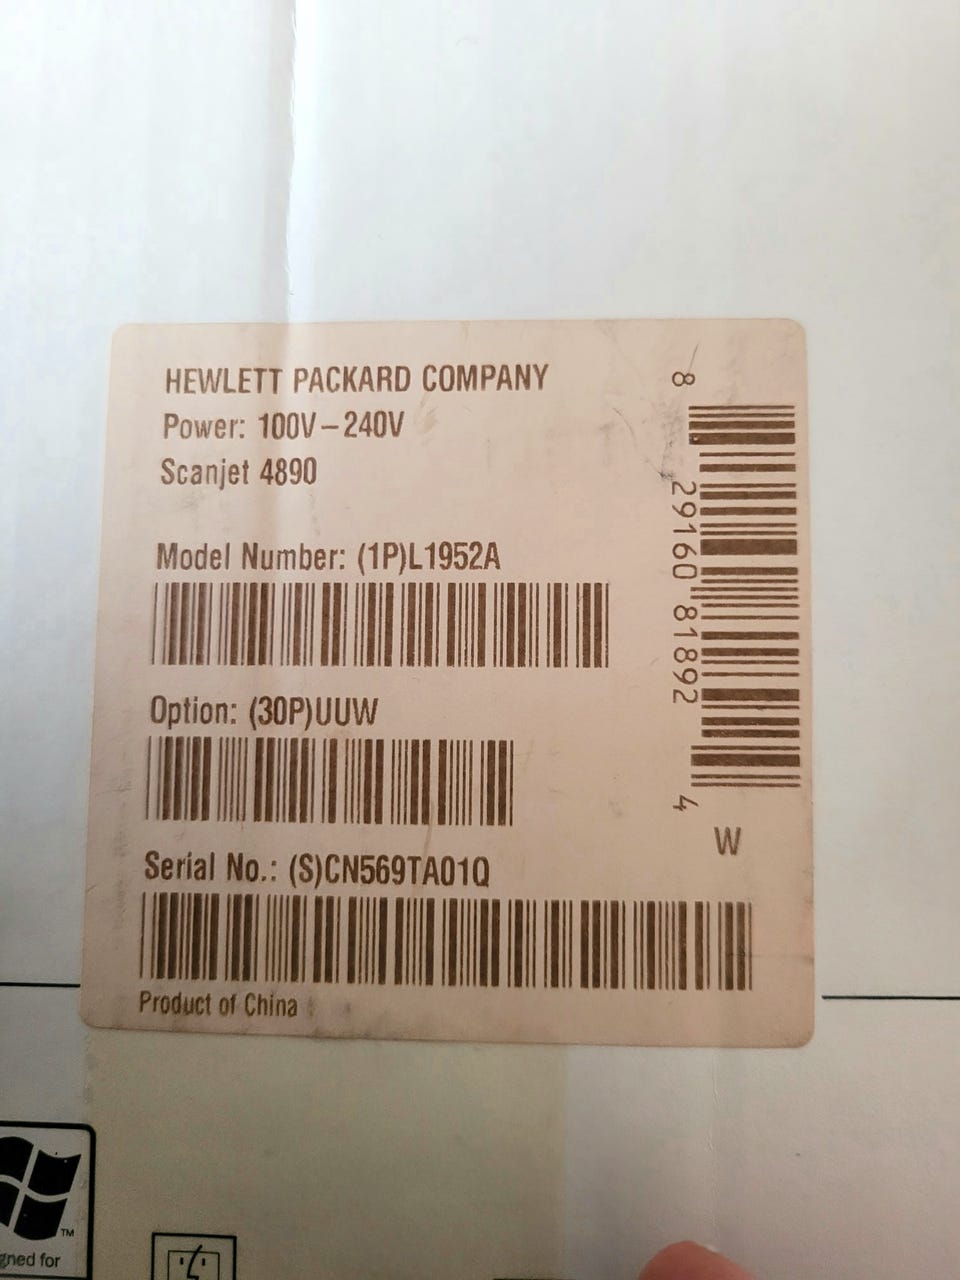 HEWLETT PACKARD COMPANY
Power: 100V-240V
Scanjet 4890
Model Number: (1P)L1952A
Option: (30P)UUW
Serial No.: (S)CN569TA01Q
Product of China
8 29160 81892 4
W
TM
gned for